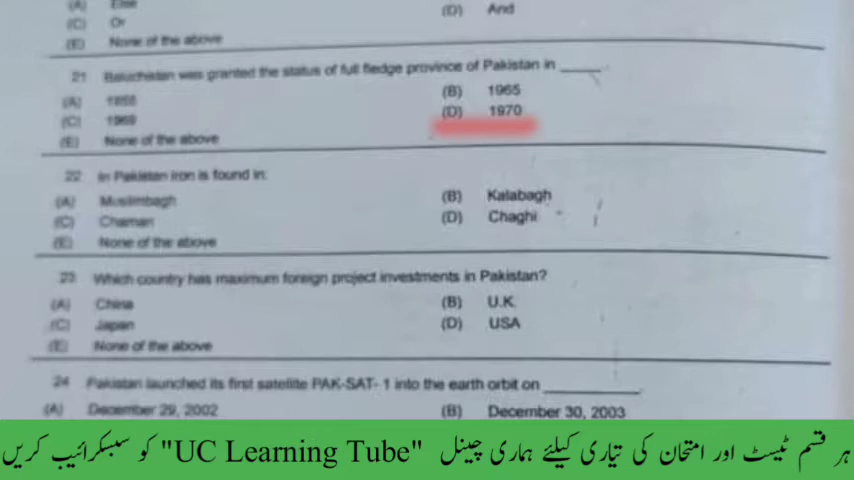 (A) Else
(D) And
(C) Or
(E) None of the above
21 Baluchistan was granted the status of full fledge province of Pakistan in ____.
(B) 1965
(A)
(D) 1970
(C) 1969
(E) None of the above
22 In Pakistan iron is found in:
(A) Muslimbagh
(B) Kalabagh
(C) Chaman
(D) Chaghi
(E) None of the above
23 Which country has maximum foreign project investments in Pakistan?
(A) China
(B) U.K.
(C) Japan
(D) USA
(E) None of the above
24 Pakistan launched its first satellite PAK-SAT- 1 into the earth orbit on ________.
(A) December 29, 2002
(B) December 30, 2003
ہر قسم ٹیسٹ اور امتحان کی تیاری کیلئے ہماری چینل "UC Learning Tube" کو سبسکرائیب کریں